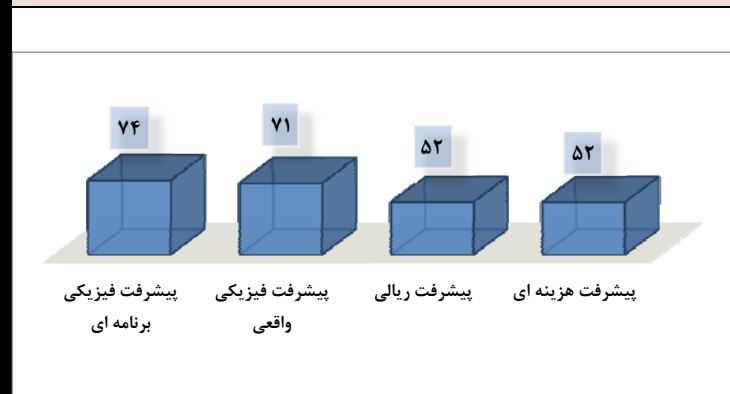 ۷۴
۷۱
۵۲
۵۲
پیشرفت فیزیکی
برنامه ای
پیشرفت فیزیکی
واقعی
پیشرفت ریالی
پیشرفت هزینه ای